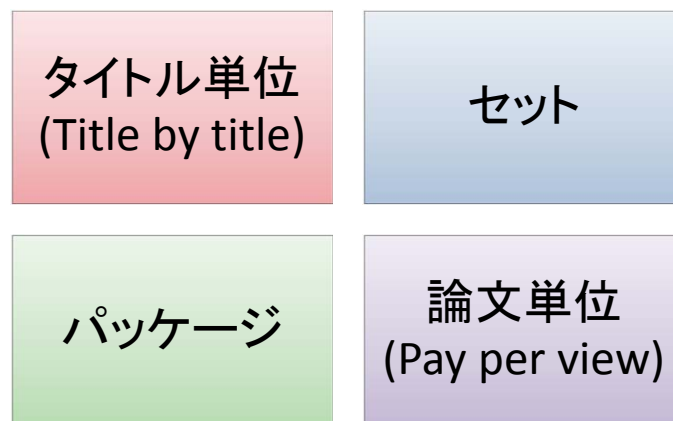 タイトル単位
(Title by title)
セット
パッケージ
論文単位
(Pay per view)